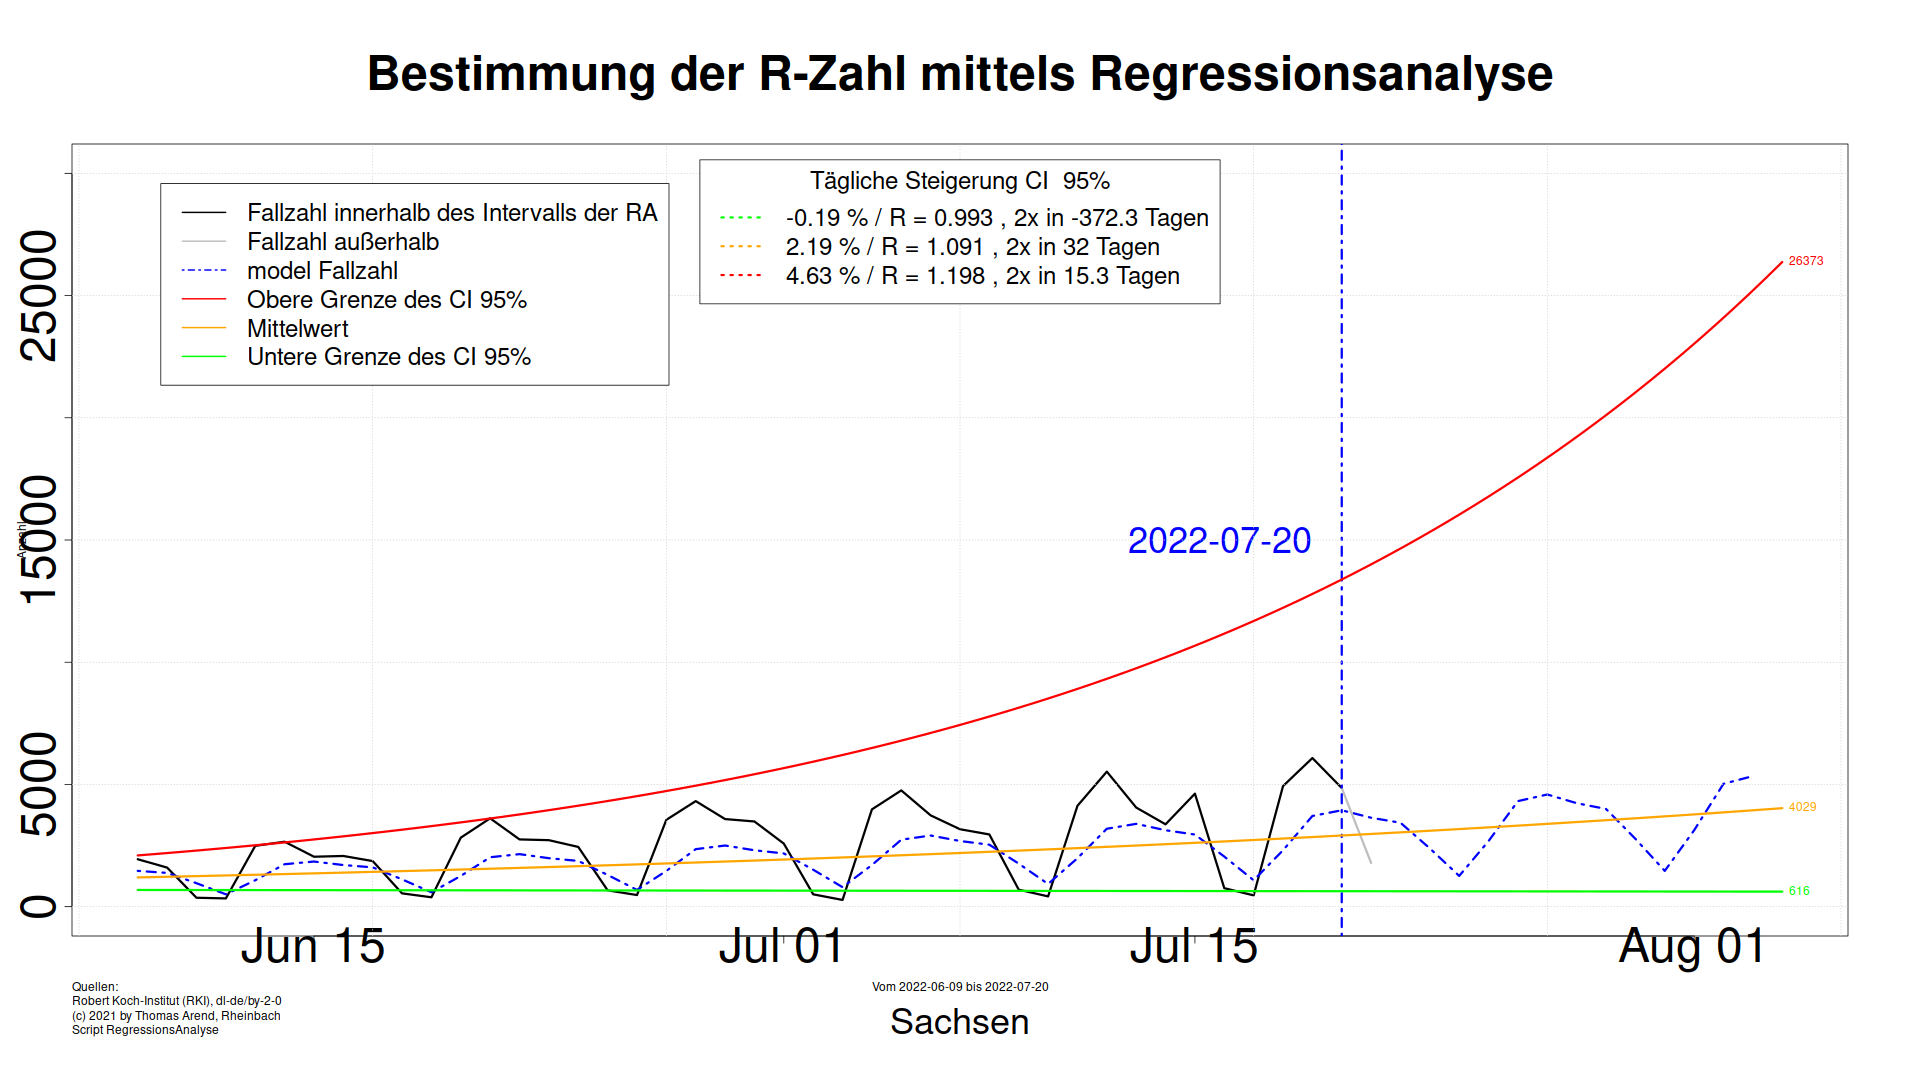 Bestimmung der R-Zahl mittels Regressionsanalyse
Fallzahl innerhalb des Intervalls der RA
Fallzahl außerhalb
model Fallzahl
Obere Grenze des CI 95%
Mittelwert
Untere Grenze des CI 95%
Tägliche Steigerung CI  95%
-0.19 % / R = 0.993 , 2x in -372.3 Tagen
2.19 % / R = 1.091 , 2x in 32 Tagen
4.63 % / R = 1.198 , 2x in 15.3 Tagen
26373
2022-07-20
4029
616
25000
15000
5000
0
Anzahl
Jun 15
Jul 01
Jul 15
Aug 01
Quellen:
Robert Koch-Institut (RKI), dl-de/by-2-0
(c) 2021 by Thomas Arend, Rheinbach
Script RegressionsAnalyse
Vom 2022-06-09 bis 2022-07-20
Sachsen